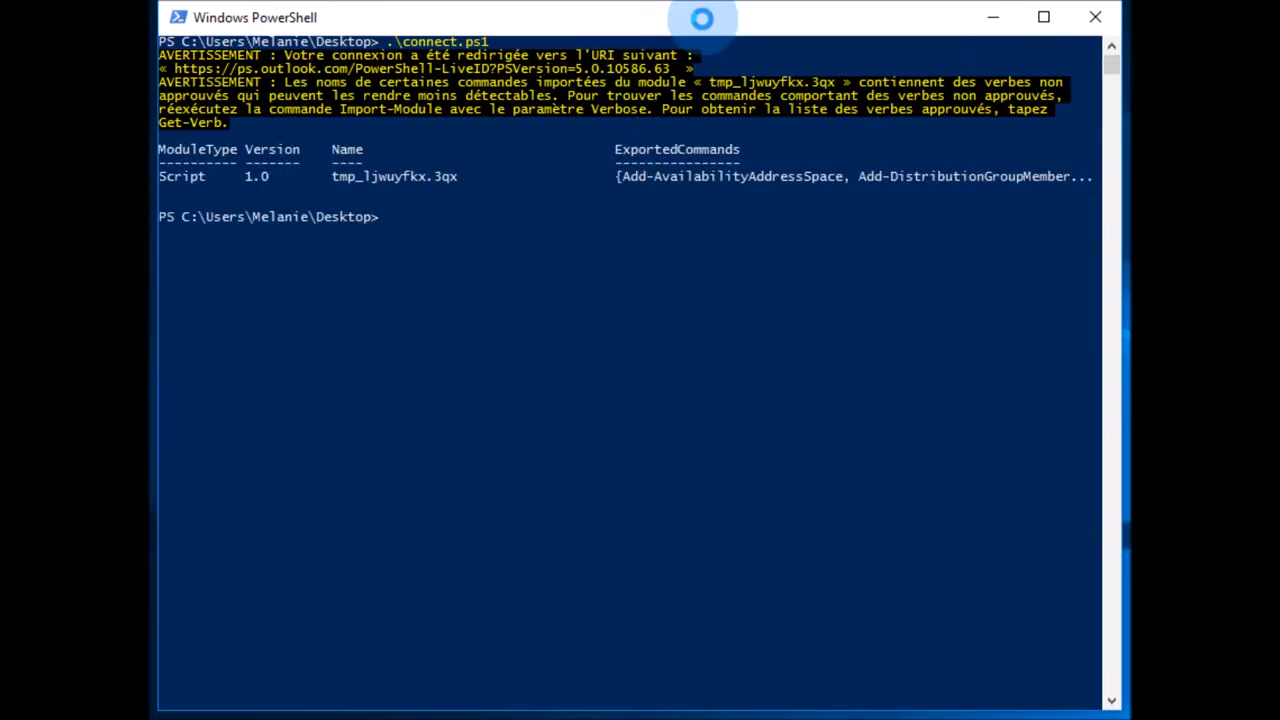 Windows PowerShell
PS C:\Users\Melanie\Desktop> .\connect.ps1
AVERTISSEMENT : Votre connexion a été redirigée vers l'URI suivant :
« https://ps.outlook.com/PowerShell-LiveID?PSVersion=5.0.10586.63  »
AVERTISSEMENT : Les noms de certaines commandes importées du module « tmp_ljwuyfkx.3qx » contiennent des verbes non
approuvés qui peuvent les rendre moins détectables. Pour trouver les commandes comportant des verbes non approuvés,
réexécutez la commande Import-Module avec le paramètre Verbose. Pour obtenir la liste des verbes approuvés, tapez
Get-Verb.
ModuleType Version    Name                                ExportedCommands
---------- -------    ----                                ----------------
Script     1.0        tmp_ljwuyfkx.3qx                    {Add-AvailabilityAddressSpace, Add-DistributionGroupMember...
PS C:\Users\Melanie\Desktop>